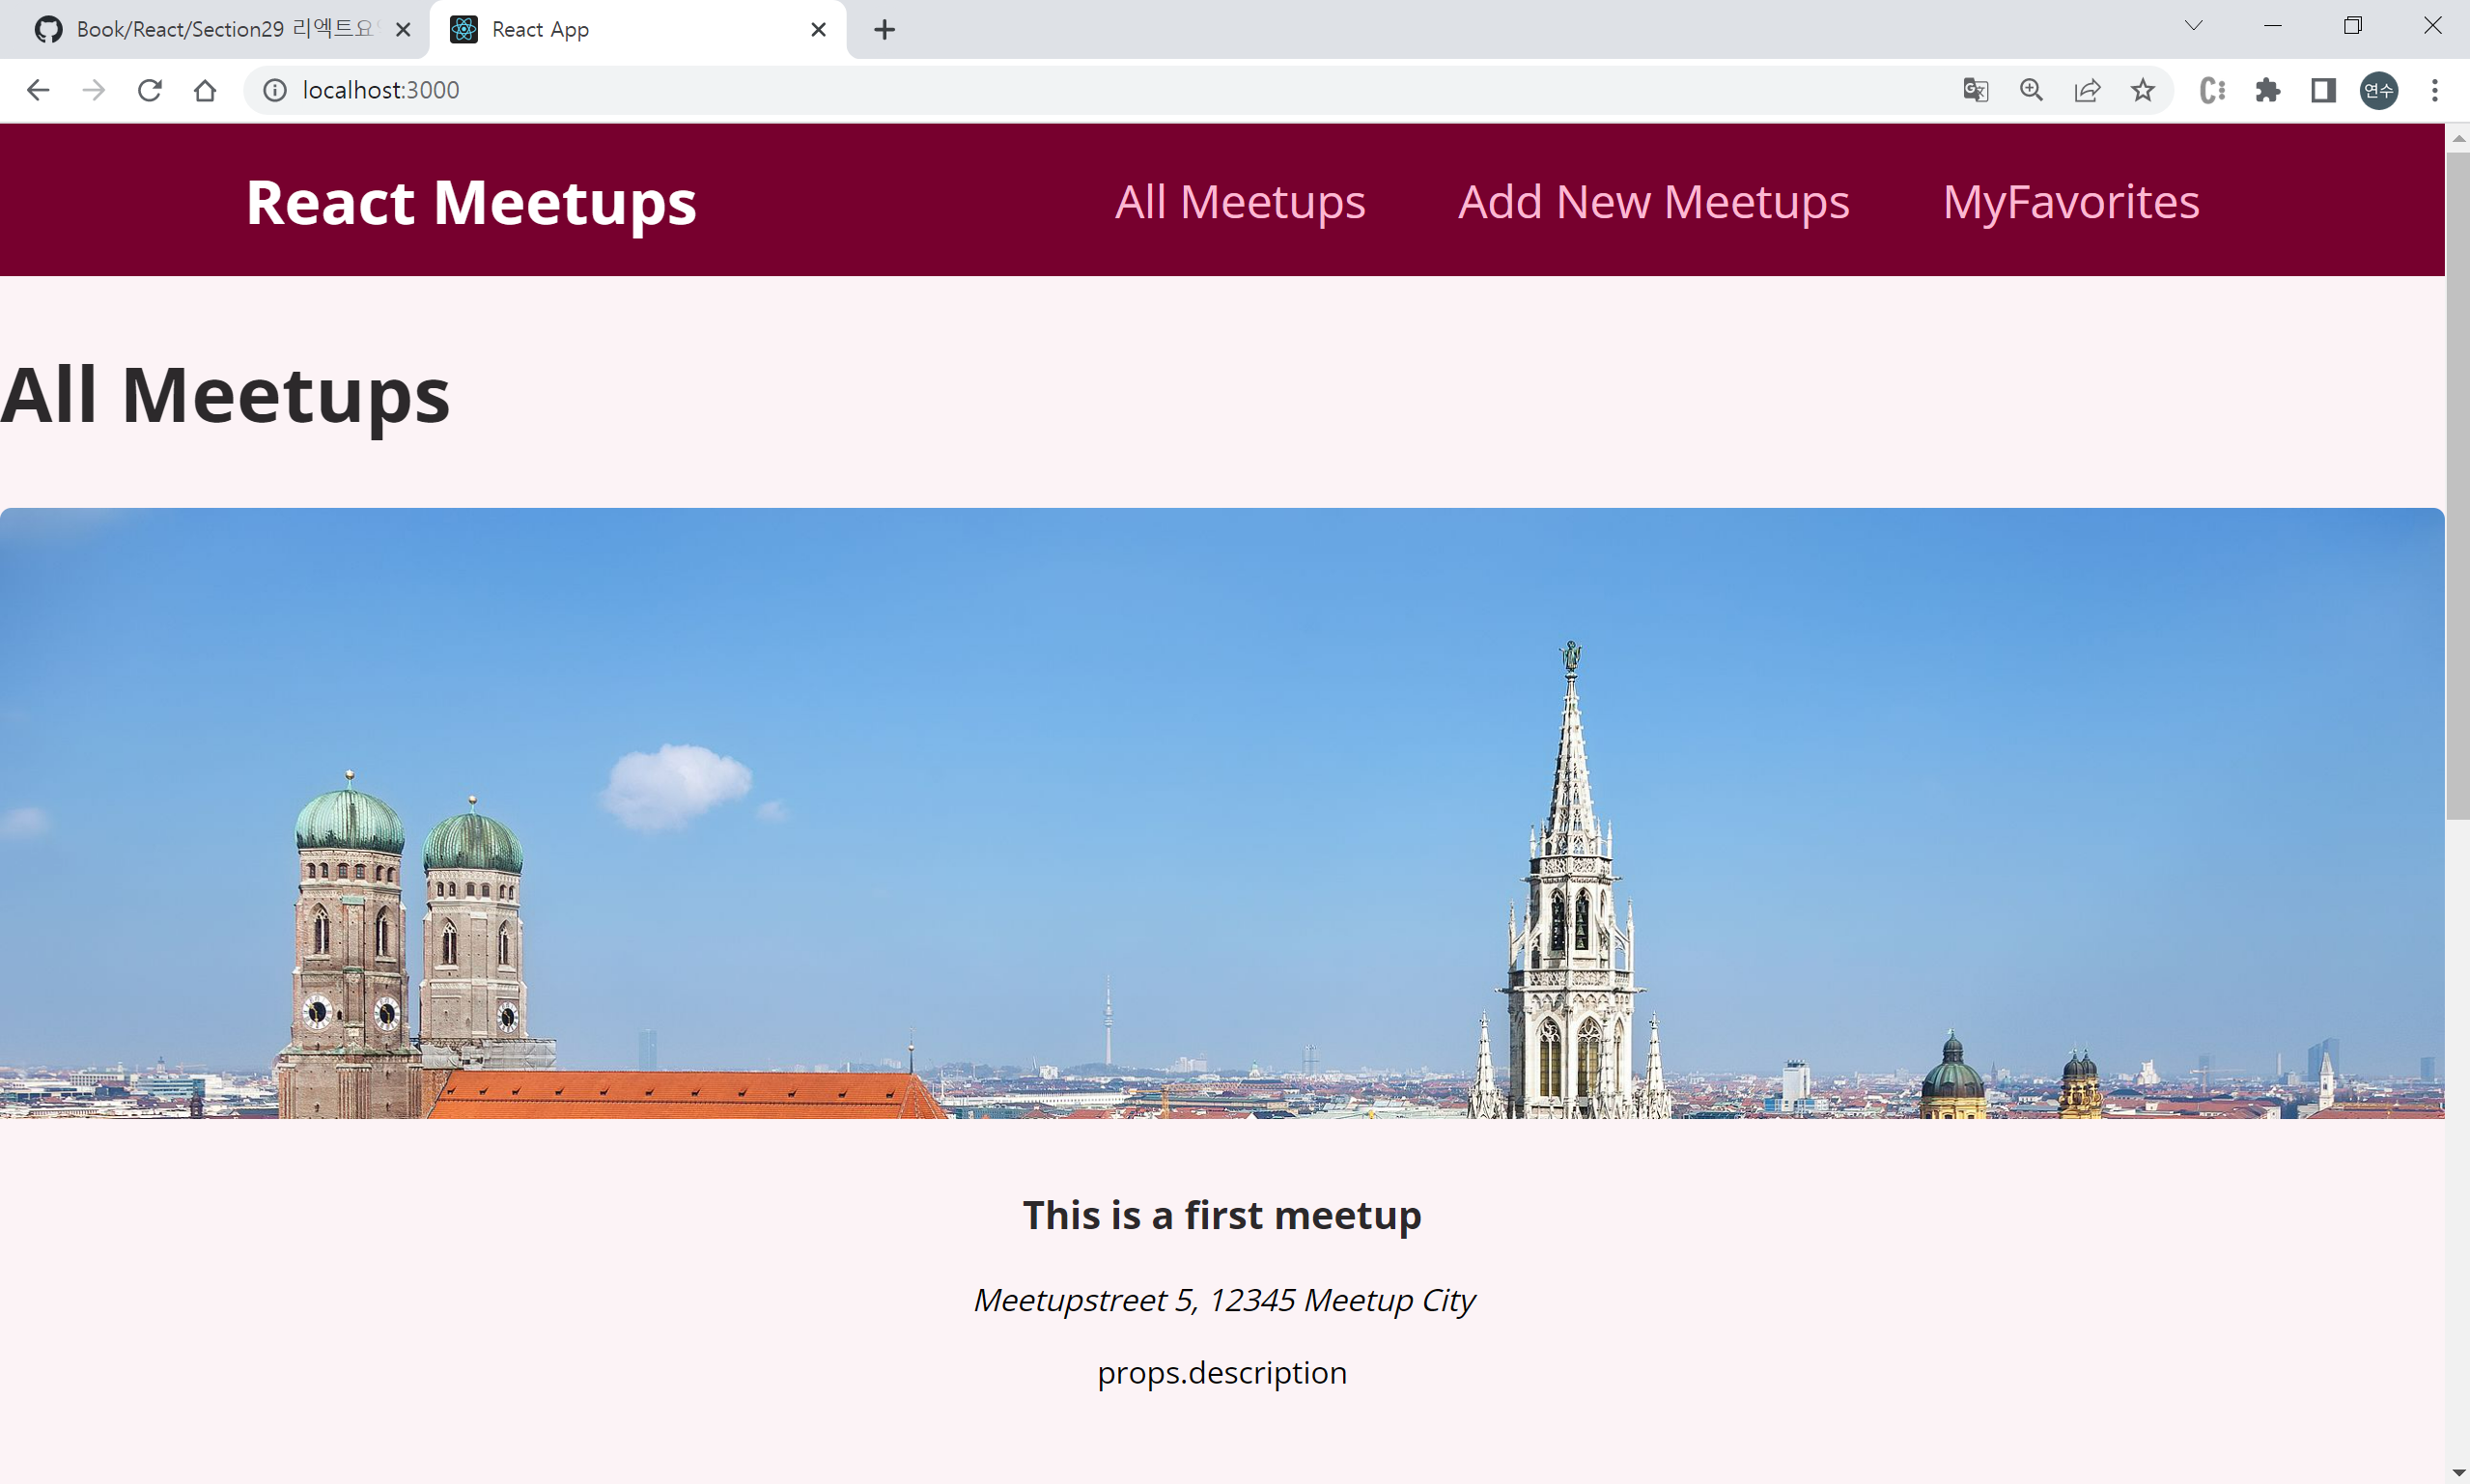 Book/React/Section29 리엑트요
React App
localhost:3000
연수
React Meetups
All Meetups
Add New Meetups
MyFavorites
All Meetups
This is a first meetup
Meetupstreet 5, 12345 Meetup City
props.description